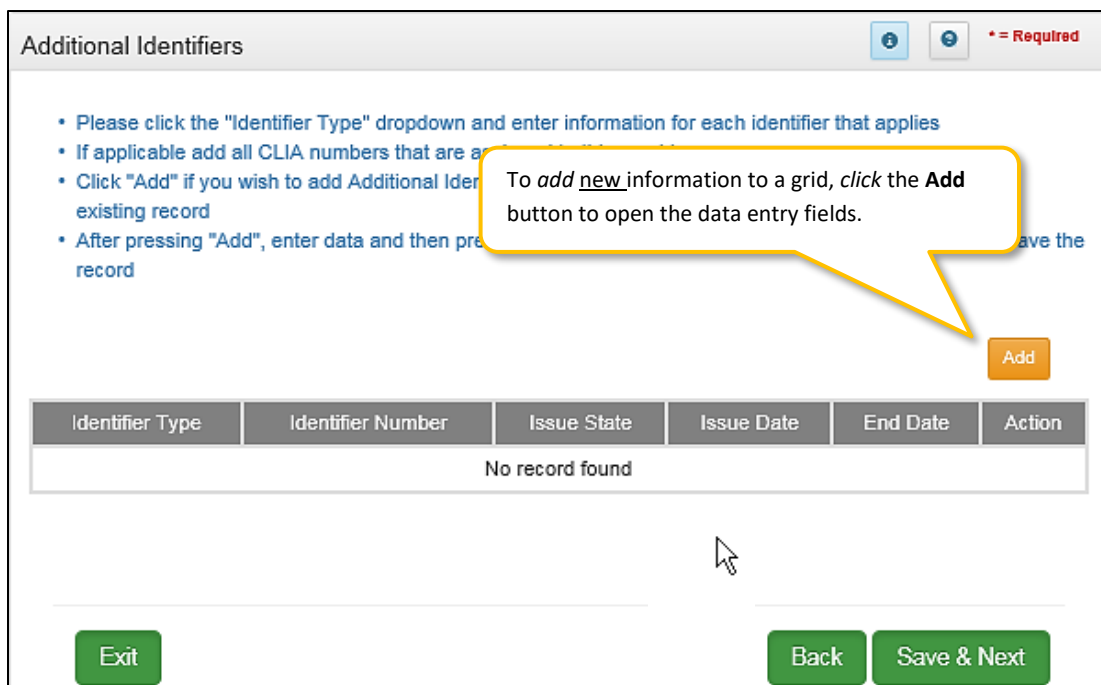 Additional Identifiers
* = Required
• Please click the "Identifier Type" dropdown and enter information for each identifier that applies
• If applicable add all CLIA numbers that are
• Click "Add" if you wish to add Additional
existing record
• After pressing "Add", enter data and then
the
record
To add new information to a grid, click the Add
button to open the data entry fields.
Add
Identifier Type Identifier Number Issue State Issue Date End Date Action
No record found
Exit Back Save & Next